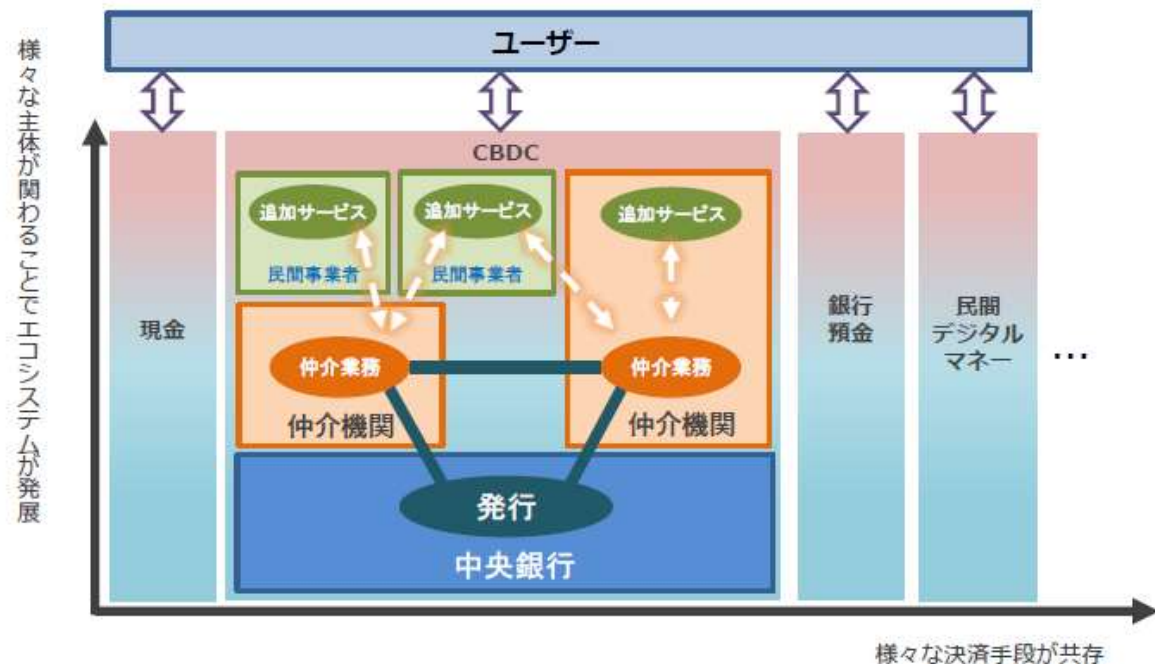 ユーザー
様々な主体が関わることでエコシステムが発展
CBDC
追加サービス
追加サービス
追加サービス
民間事業者
民間事業者
現金
銀行
預金
民間
デジタル
マネー
…
仲介業務
仲介業務
仲介機関
仲介機関
発行
中央銀行
様々な決済手段が共存